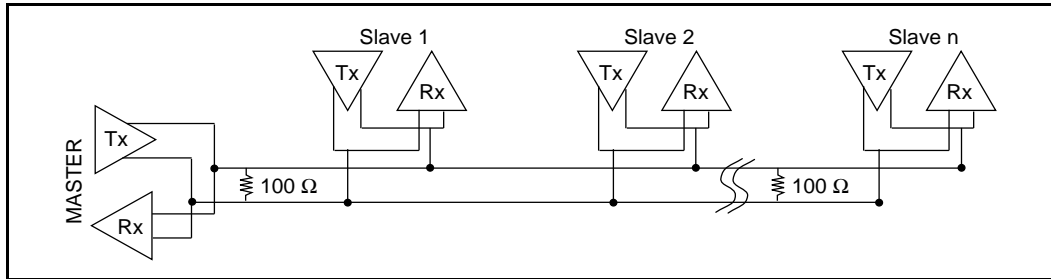 Slave 1
Slave 2
Slave n
Tx
Rx
Tx
Rx
Tx
Rx
MASTER
Tx
Rx
100 Ω
100 Ω